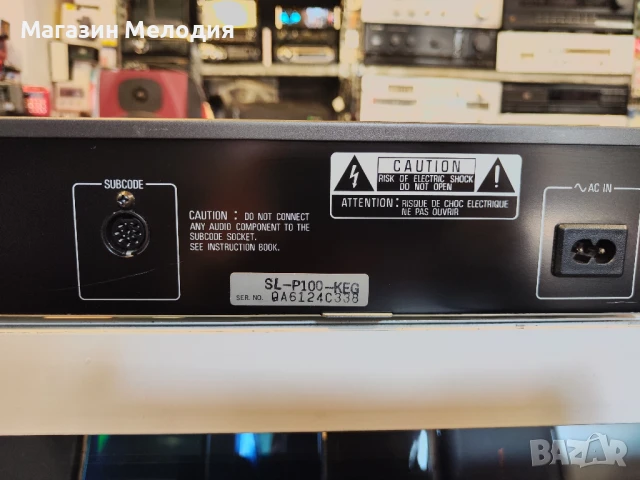 Магазин Мелодия
SUBCODE
CAUTION : DO NOT CONNECT
ANY AUDIO COMPONENT TO THE
SUBCODE SOCKET.
SEE INSTRUCTION BOOK.
CAUTION
RISK OF ELECTRIC SHOCK
DO NOT OPEN
ATTENTION: RISQUE DE CHOC ELECTRIQUE
NE PAS OUVRIR
∼ AC IN
SL-P100-KEG
SER. NO. QA6124C338
BAZAR